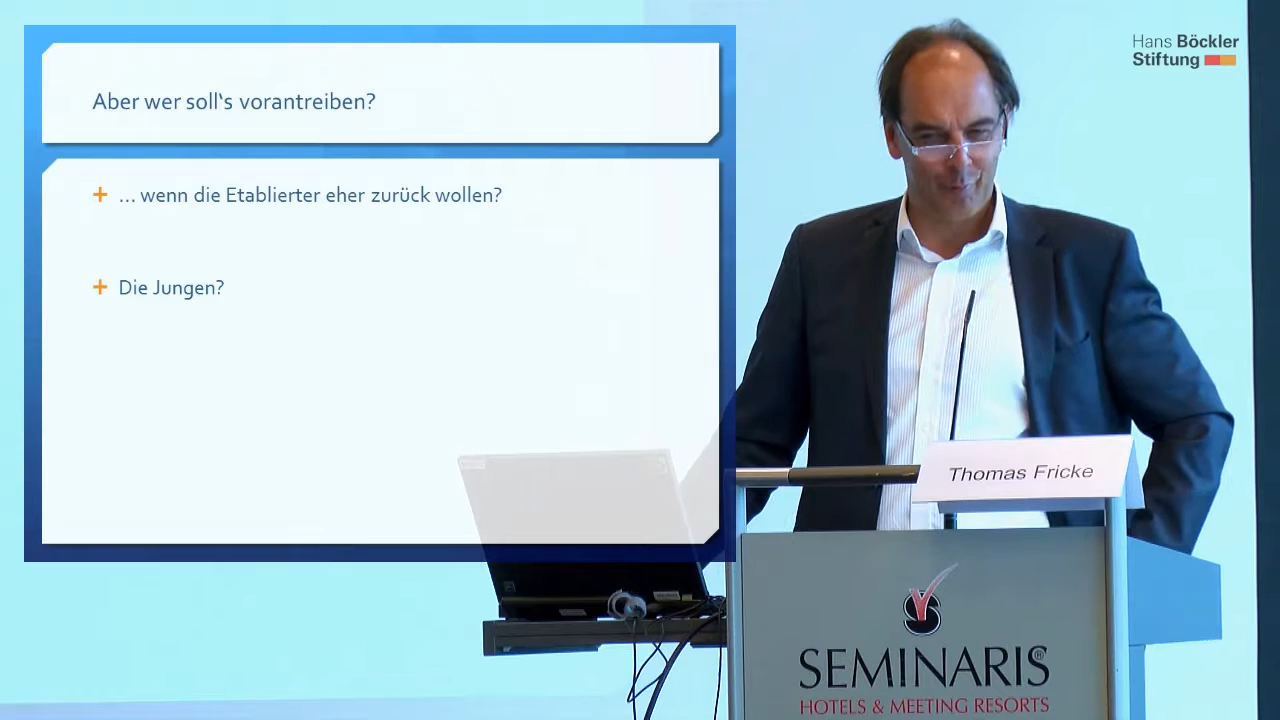 Aber wer soll's vorantreiben?
+ ... wenn die Etablierter eher zurück wollen?
+ Die Jungen?
Hans Böckler
Stiftung
Thomas Fricke
SEMINARIS®
HOTELS & MEETING RESORTS